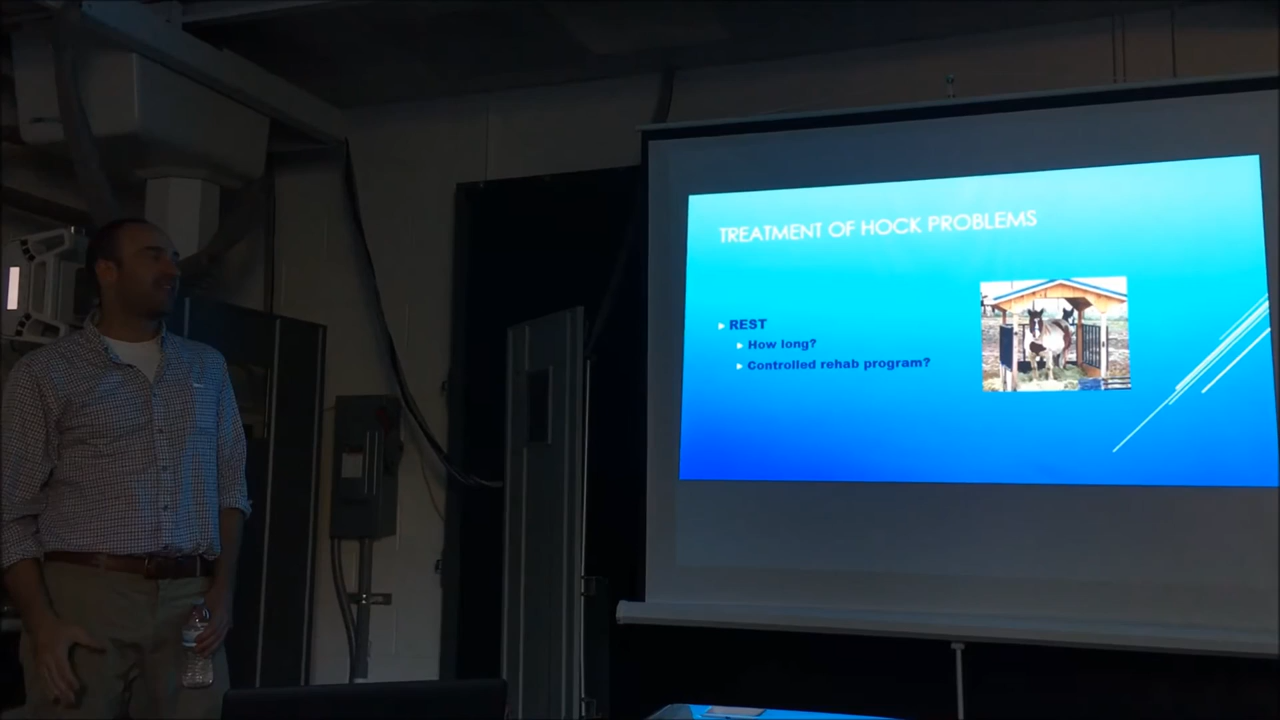 TREATMENT OF HOCK PROBLEMS
REST
How long?
Controlled rehab program?